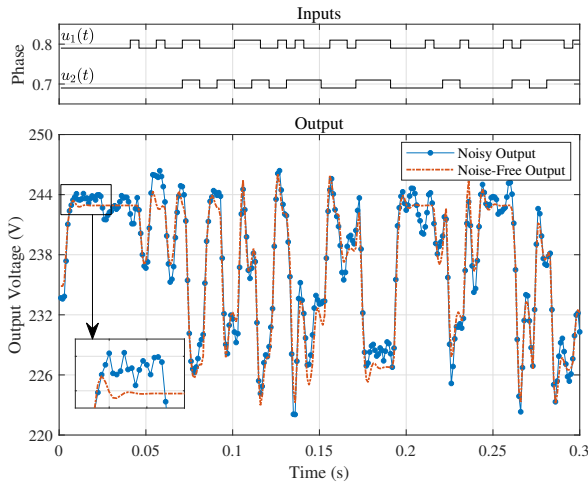 Inputs
0.8
u₁(t)
0.7
u₂(t)
Phase
Output
250
244
238
232
226
220
Output Voltage (V)
Noisy Output
Noise-Free Output
0 0.05 0.1 0.15 0.2 0.25 0.3
Time (s)